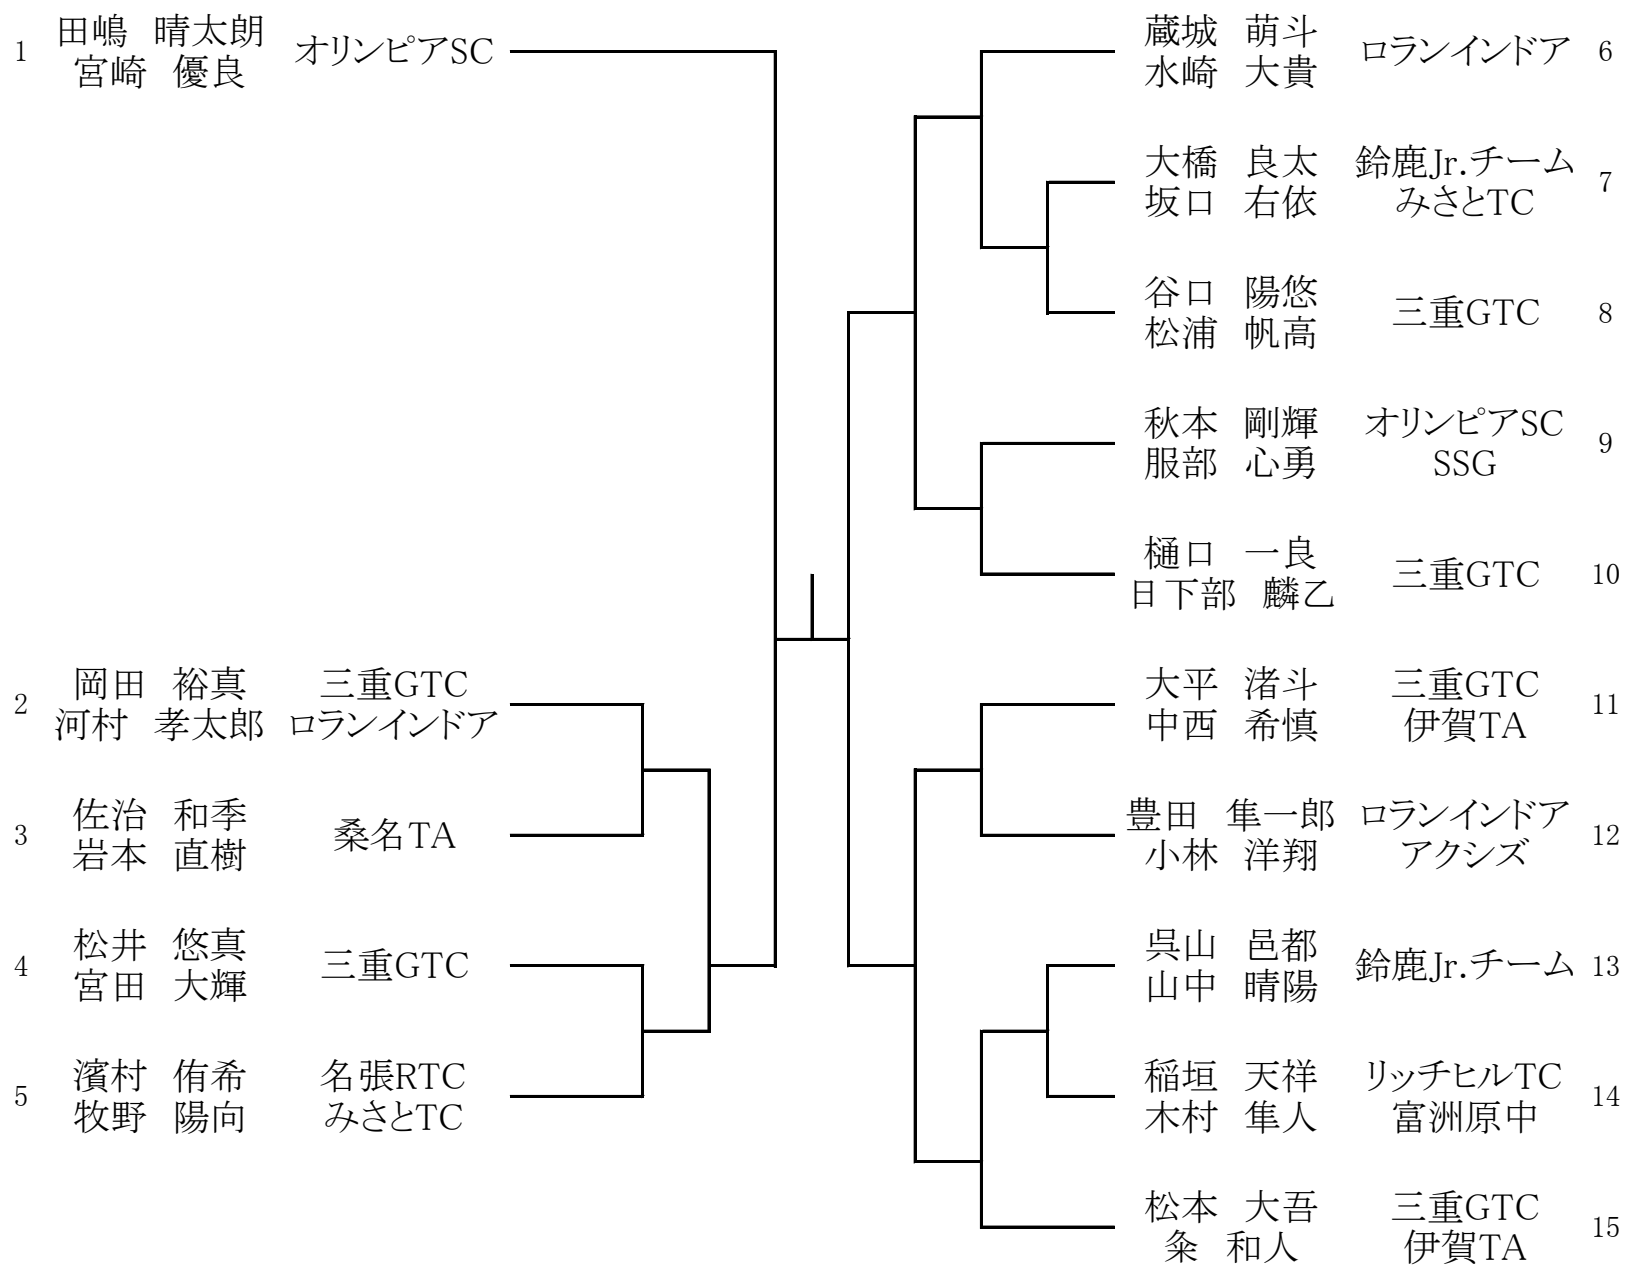 1 田嶋 晴太朗 オリンピアSC
宮崎 優良
2 岡田 裕真 三重GTC
河村 孝太郎 ロランインドア
3 佐治 和季 桑名TA
岩本 直樹
4 松井 悠真 三重GTC
宮田 大輝
5 濱村 侑希 名張RTC
牧野 陽向 みさとTC
蔵城 萌斗 ロランインドア 6
水崎 大貴
大橋 良太 鈴鹿Jr.チーム 7
坂口 右依 みさとTC
谷口 陽悠 三重GTC 8
松浦 帆高
秋本 剛輝 オリンピアSC 9
服部 心勇 SSG
樋口 一良 三重GTC 10
日下部 麟乙
大平 渚斗 三重GTC 11
中西 希慎 伊賀TA
豊田 隼一郎 ロランインドア 12
小林 洋翔 アクシズ
呉山 邑都 鈴鹿Jr.チーム 13
山中 晴陽
稲垣 天祥 リッチヒルTC 14
木村 隼人 富洲原中
松本 大吾 三重GTC 15
粂 和人 伊賀TA